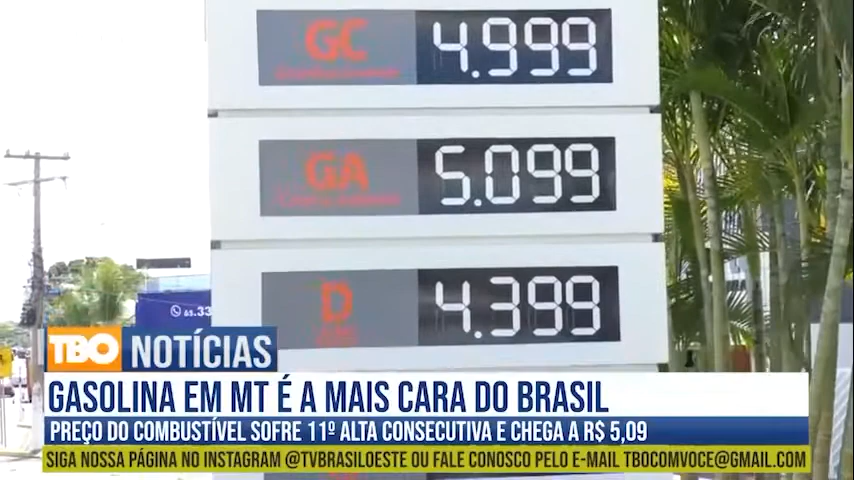 GC
4.999
GA
5.099
D
4.399
65.33
TBO NOTÍCIAS
GASOLINA EM MT É A MAIS CARA DO BRASIL
PREÇO DO COMBUSTÍVEL SOFRE 11º ALTA CONSECUTIVA E CHEGA A R$ 5,09
SIGA NOSSA PÁGINA NO INSTAGRAM @TVBRASILOESTE OU FALE CONOSCO PELO E-MAIL TBOCOMVOCE@GMAIL.COM